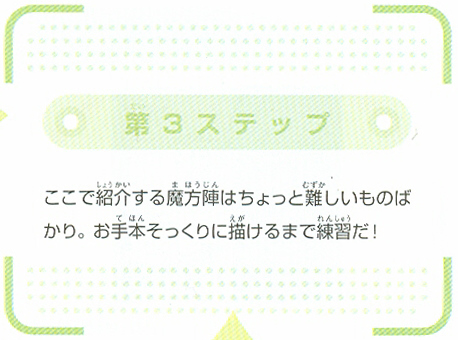 第3ステップ
ここで紹介する魔方陣はちょっと難しいものば
かり。お手本そっくりに描けるまで練習だ!